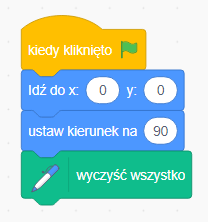 kiedy kliknięto
Idź do x: 0 y: 0
ustaw kierunek na 90
wyczyść wszystko